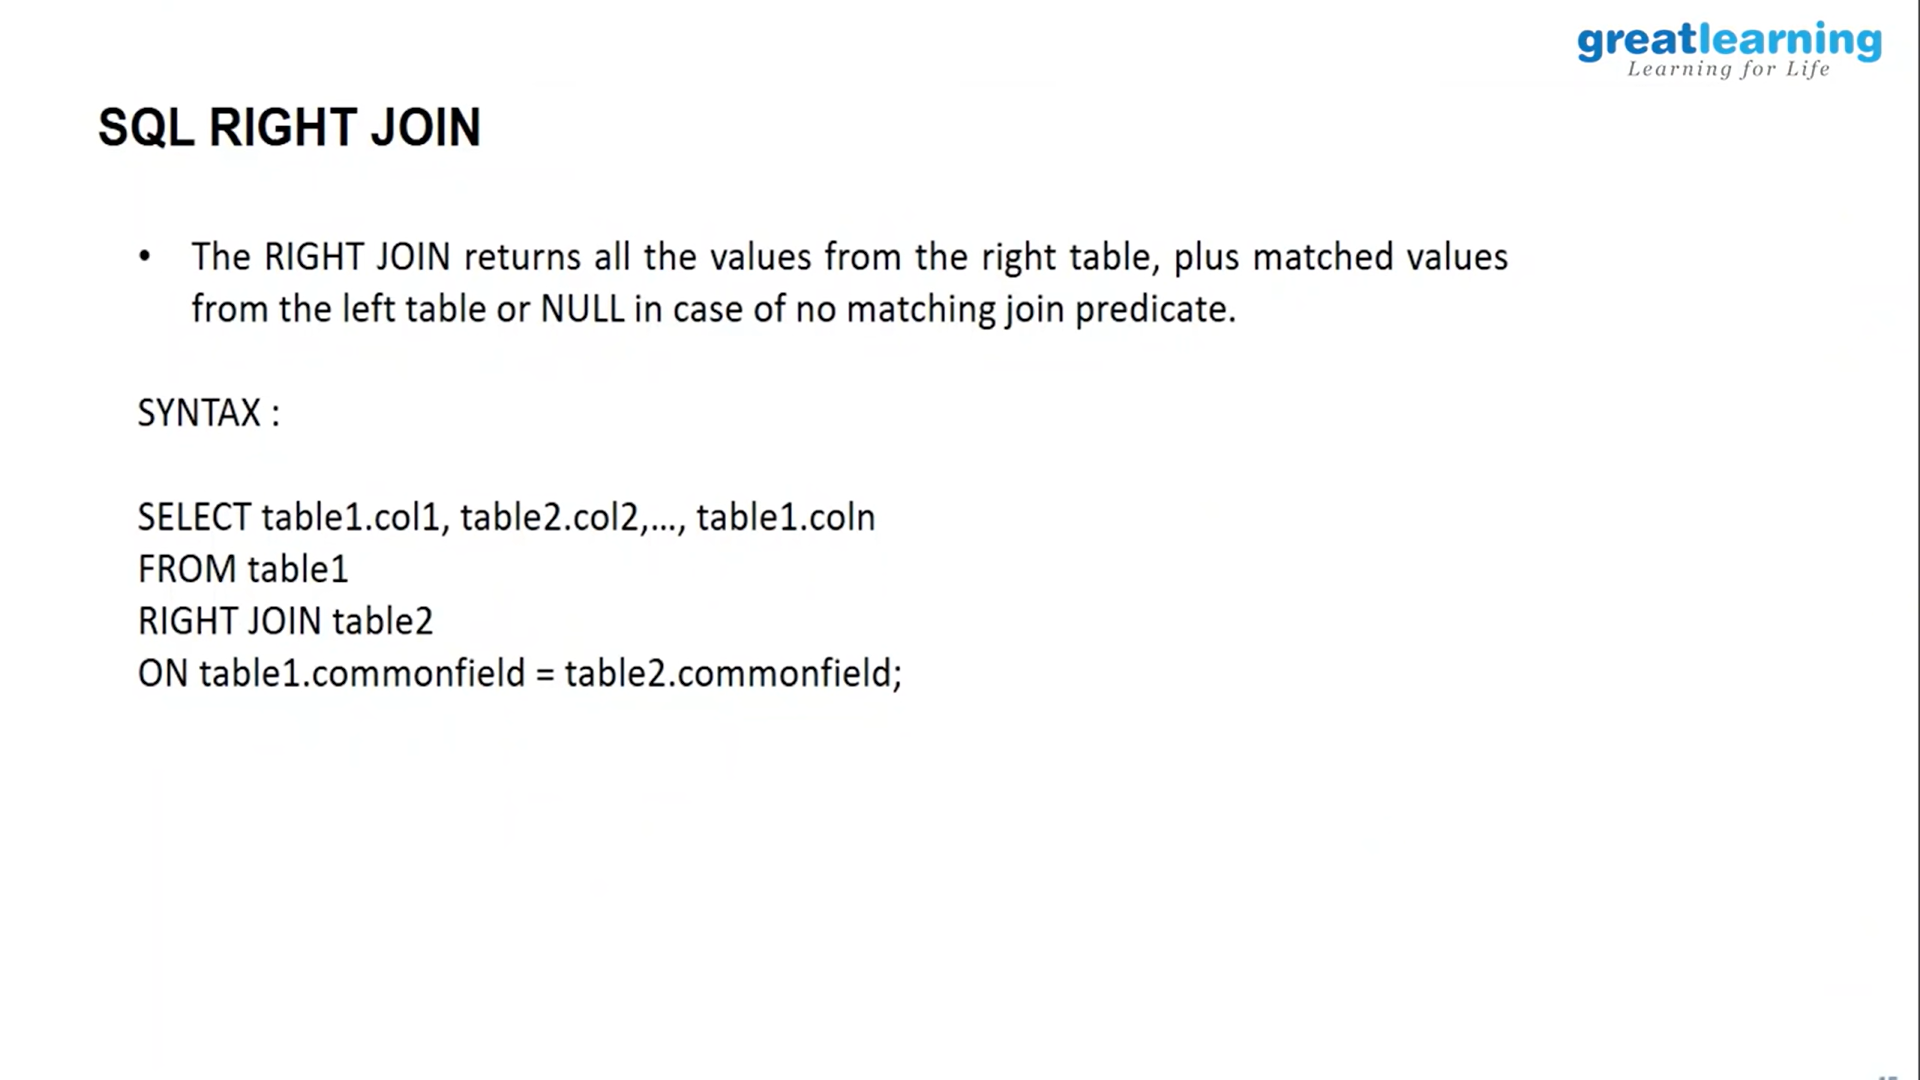 greatlearning
Learning for Life
SQL RIGHT JOIN
• The RIGHT JOIN returns all the values from the right table, plus matched values
from the left table or NULL in case of no matching join predicate.
SYNTAX :
SELECT table1.col1, table2.col2,..., table1.coln
FROM table1
RIGHT JOIN table2
ON table1.commonfield = table2.commonfield;